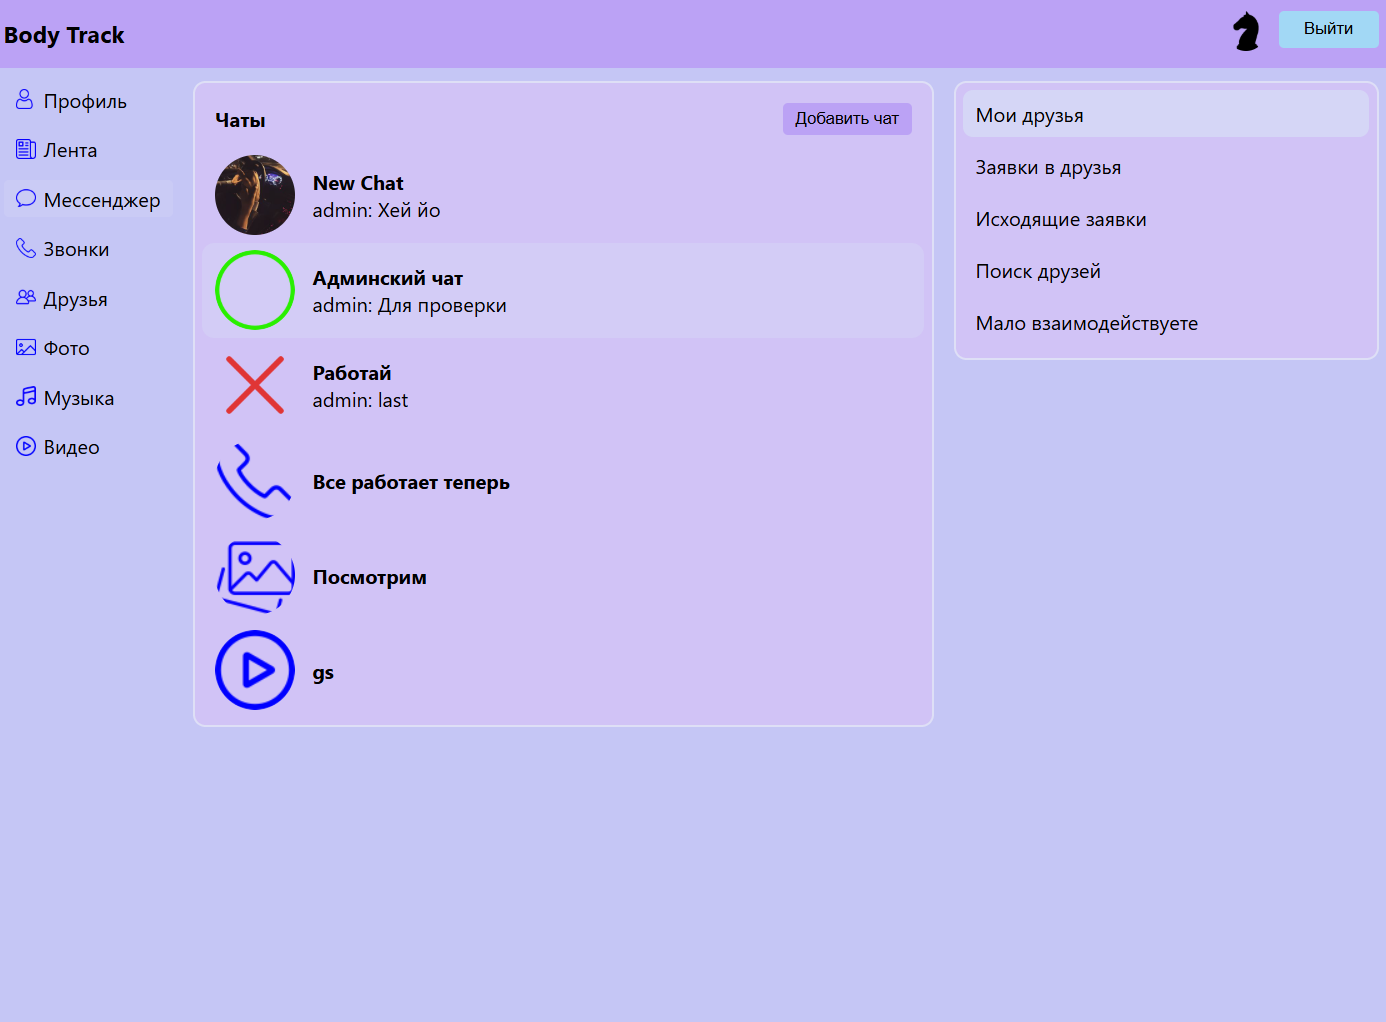 Body Track
Выйти
Профиль
Лента
Мессенджер
Звонки
Друзья
Фото
Музыка
Видео
Чаты
Добавить чат
New Chat
admin: Хей йо
Админский чат
admin: Для проверки
Работай
admin: last
Все работает теперь
Посмотрим
gs
Мои друзья
Заявки в друзья
Исходящие заявки
Поиск друзей
Мало взаимодействуете